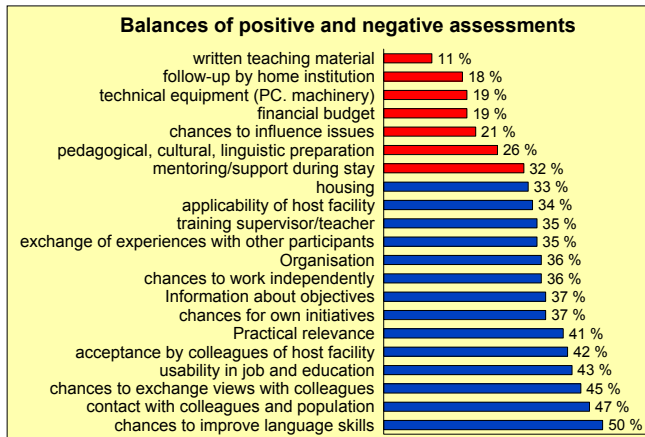 Balances of positive and negative assessments
written teaching material 11 %
follow-up by home institution 18 %
technical equipment (PC. machinery) 19 %
financial budget 19 %
chances to influence issues 21 %
pedagogical, cultural, linguistic preparation 26 %
mentoring/support during stay 32 %
housing 33 %
applicability of host facility 34 %
training supervisor/teacher 35 %
exchange of experiences with other participants 35 %
Organisation 36 %
chances to work independently 36 %
Information about objectives 37 %
chances for own initiatives 37 %
Practical relevance 41 %
acceptance by colleagues of host facility 42 %
usability in job and education 43 %
chances to exchange views with colleagues 45 %
contact with colleagues and population 47 %
chances to improve language skills 50 %